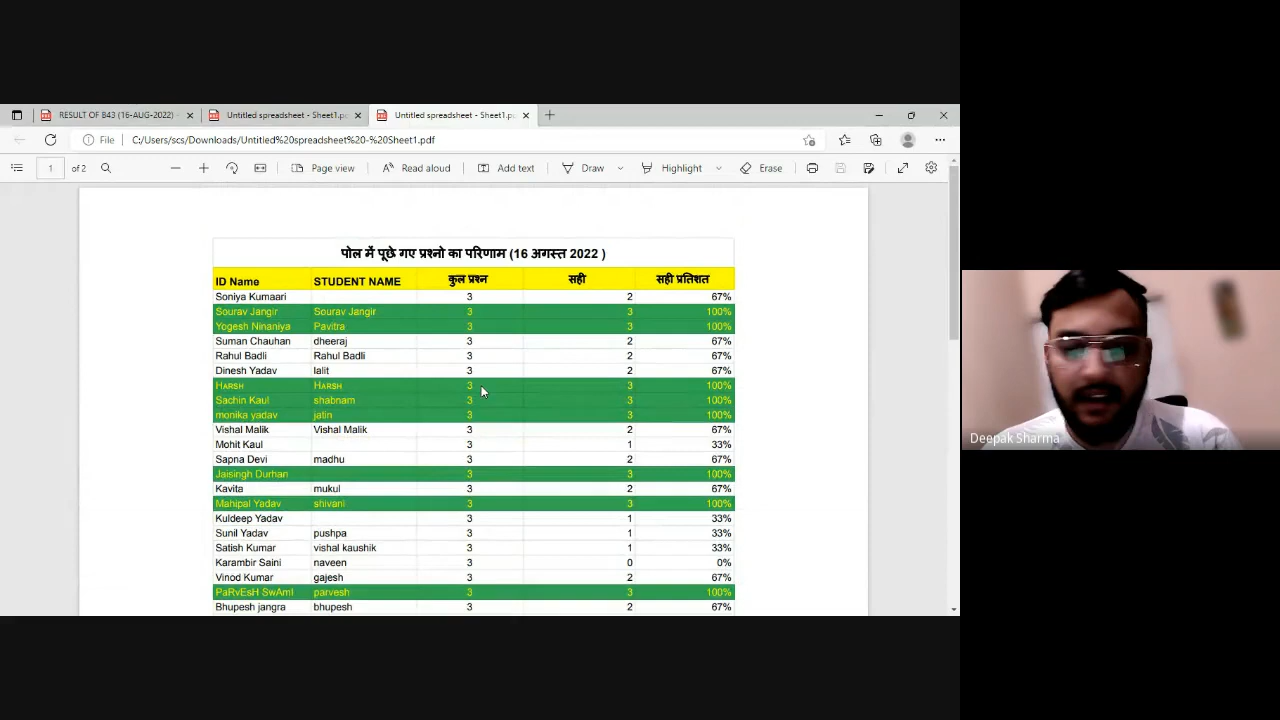 RESULT OF B43 (16-AUG-2022) - Untitled spreadsheet - Sheet1.pdf Untitled spreadsheet - Sheet1.pc
File C:/Users/scs/Downloads/Untitled%20spreadsheet%20-%20Sheet1.pdf
1 of 2 Page view Read aloud Add text Draw Highlight Erase
पोल में पूछे गए प्रश्नो का परिणाम (16 अगस्त 2022 )
ID Name STUDENT NAME कुल प्रश्न सही सही प्रतिशत
Soniya Kumaari 3 2 67%
Sourav Jangir Sourav Jangir 3 3 100%
Yogesh Ninaniya Pavitra 3 3 100%
Suman Chauhan dheeraj 3 2 67%
Rahul Badli Rahul Badli 3 2 67%
Dinesh Yadav lalit 3 2 67%
Harsh Harsh 3 3 100%
Sachin Kaul shabnam 3 3 100%
monika yadav jatin 3 3 100%
Vishal Malik Vishal Malik 3 2 67%
Mohit Kaul 3 1 33%
Sapna Devi madhu 3 2 67%
Jaisingh Durhan 3 3 100%
Kavita mukul 3 2 67%
Mahipal Yadav shivani 3 3 100%
Kuldeep Yadav 3 1 33%
Sunil Yadav pushpa 3 1 33%
Satish Kumar vishal kaushik 3 1 33%
Karambir Saini naveen 3 0 0%
Vinod Kumar gajesh 3 2 67%
PaRvEsH SwAmI parvesh 3 3 100%
Bhupesh jangra bhupesh 3 2 67%
Deepak Sharma